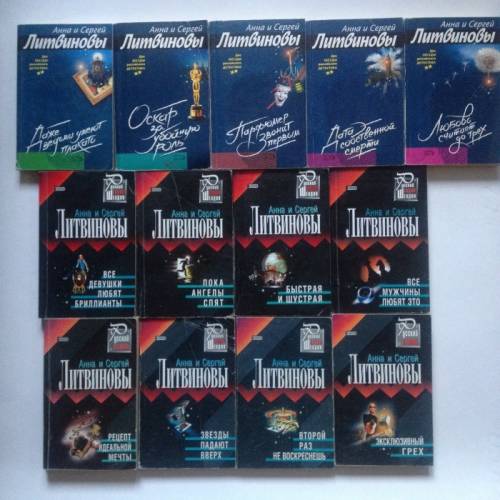 Анна и Сергей
Литвиновы
Даже
ведьмы умеют
плакать
Анна и Сергей
Литвиновы
Оскар
за
убойную
роль
Анна и Сергей
Литвиновы
Парфюмер
звонит
первым
Анна и Сергей
Литвиновы
Дата
собственной
смерти
Анна и Сергей
Литвиновы
Любовь
считает
до трех
Анна и Сергей
ЛИТВИНОВЫ
ВСЕ
ДЕВУШКИ
ЛЮБЯТ
БРИЛЛИАНТЫ
Анна и Сергей
ЛИТВИНОВЫ
ПОКА
АНГЕЛЫ
СПЯТ
Анна и Сергей
ЛИТВИНОВЫ
БЫСТРАЯ
И ШУСТРАЯ
Анна и Сергей
ЛИТВИНОВЫ
ВСЕ
МУЖЧИНЫ
ЛЮБЯТ ЭТО
Анна и Сергей
ЛИТВИНОВЫ
РЕЦЕПТ
ИДЕАЛЬНОЙ
МЕЧТЫ
Анна и Сергей
ЛИТВИНОВЫ
ЗВЕЗДЫ
ПАДАЮТ
ВВЕРХ
Анна и Сергей
ЛИТВИНОВЫ
ВТОРОЙ
РАЗ
НЕ ВОСКРЕСНЕШЬ
Анна и Сергей
ЛИТВИНОВЫ
ЭКСКЛЮЗИВНЫЙ
ГРЕХ